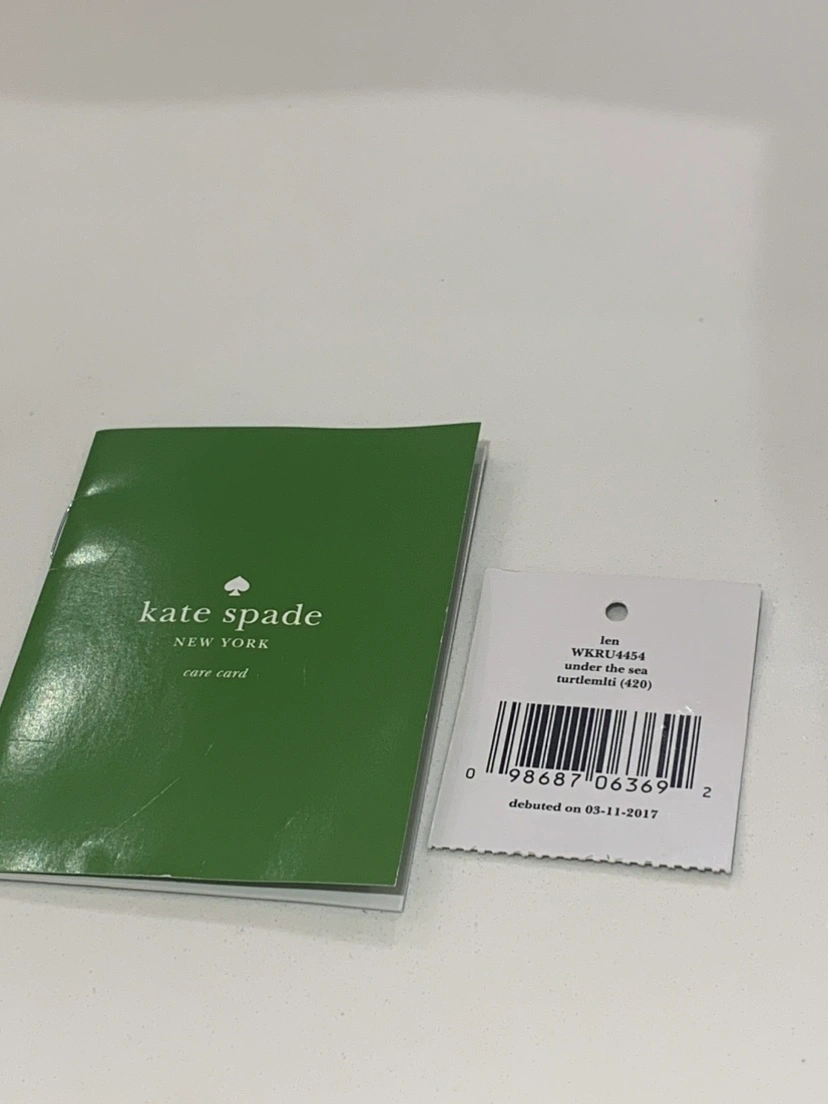 kate spade
NEW YORK
care card
len
WKRU4454
under the sea
turtlemlti (420)
0 98687 06369 2
debuted on 03-11-2017